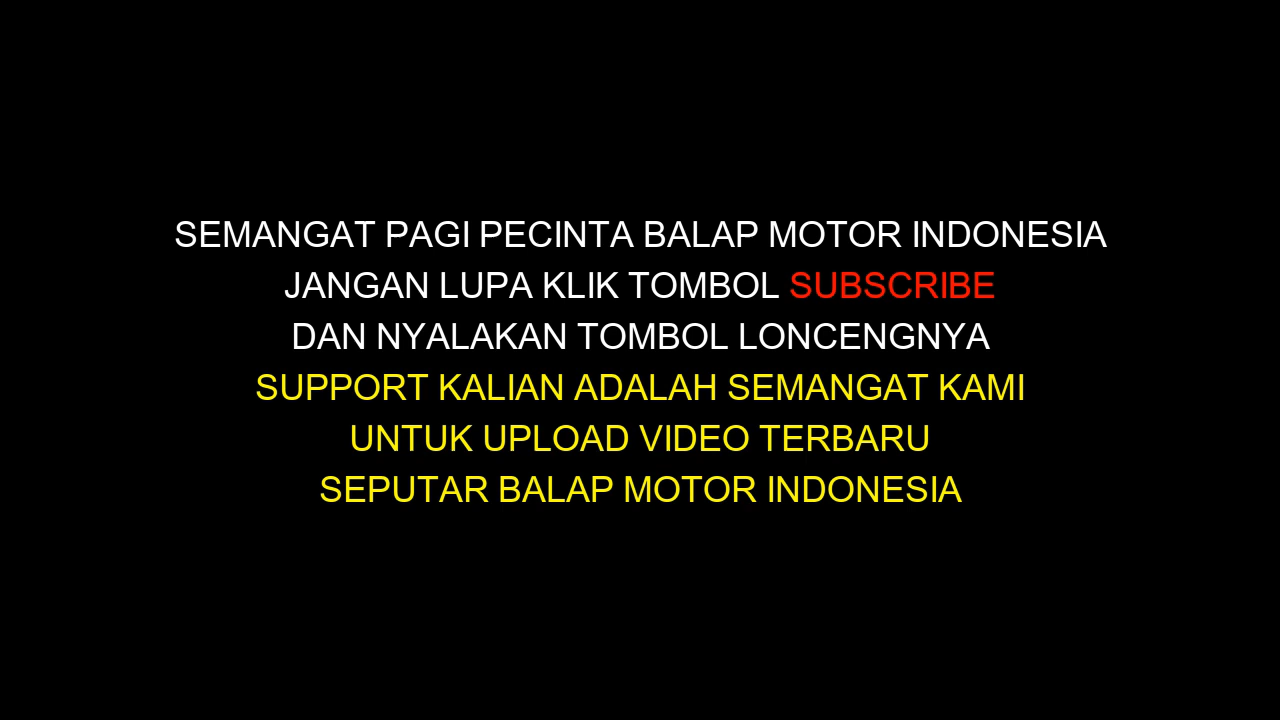 SEMANGAT PAGI PECINTA BALAP MOTOR INDONESIA
JANGAN LUPA KLIK TOMBOL SUBSCRIBE
DAN NYALAKAN TOMBOL LONCENGNYA
SUPPORT KALIAN ADALAH SEMANGAT KAMI
UNTUK UPLOAD VIDEO TERBARU
SEPUTAR BALAP MOTOR INDONESIA